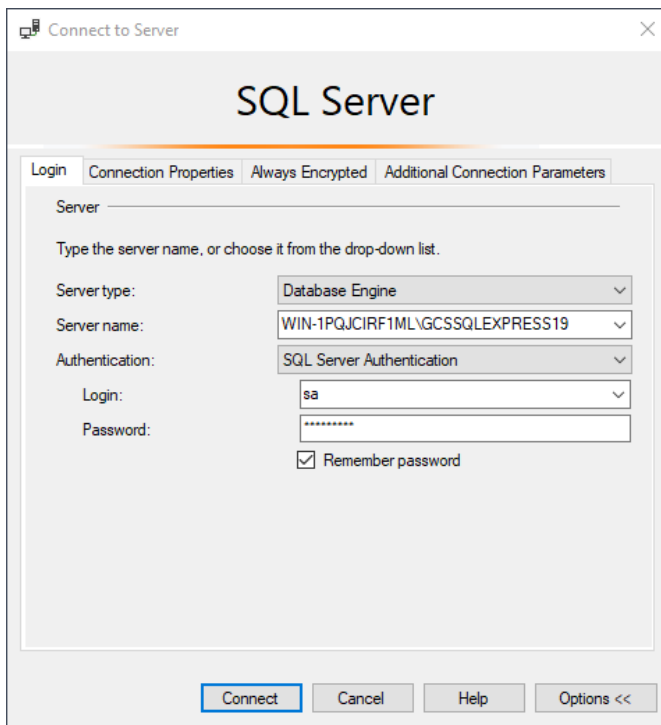 Connect to Server
SQL Server
Login Connection Properties Always Encrypted Additional Connection Parameters
Server
Type the server name, or choose it from the drop-down list.
Server type: Database Engine
Server name: WIN-1PQJCIRF1ML\GCSSQLEXPRESS19
Authentication: SQL Server Authentication
Login: sa
Password: *********
Remember password
Connect Cancel Help Options <<